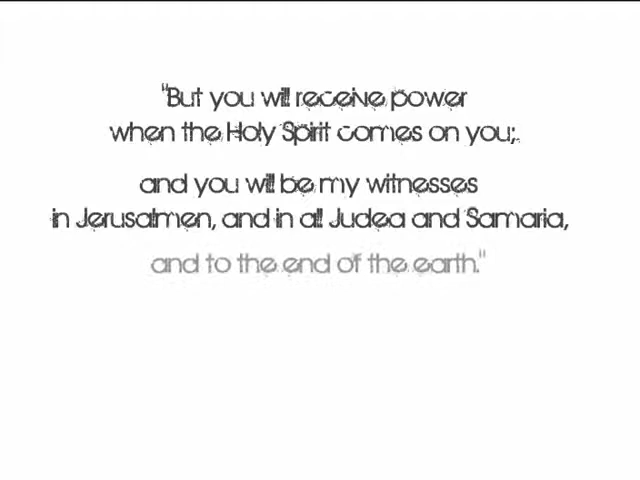 "But you will receive power
when the Holy Spirit comes on you;
and you will be my witnesses
in Jerusalmen, and in all Judea and Samaria,
and to the end of the earth."